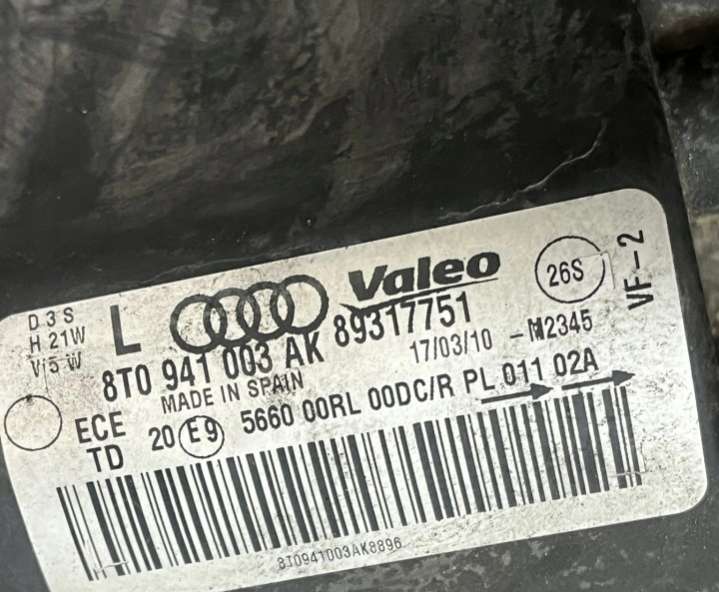 D3S
H 21W
W5W
L
Valeo
26S
VF-2
8T0 941 003 AK 89317751
17/03/10 -M2345
MADE IN SPAIN
ECE 20 E9 5660 00RL 00DC/R PL 011 02A
TD
8T0941003AK8896